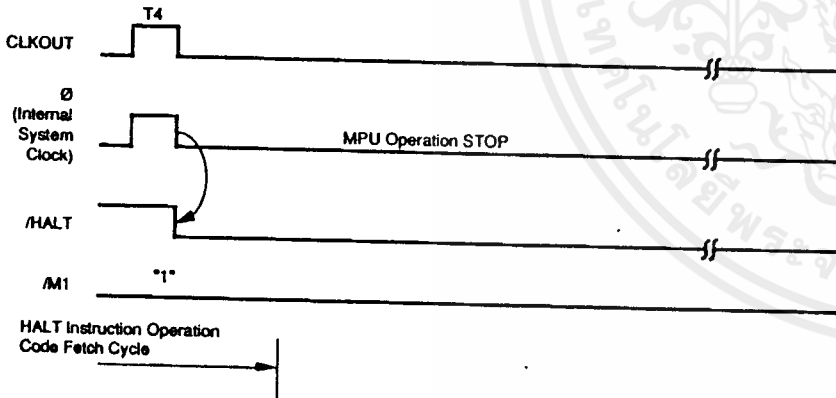 T4
CLKOUT
Ø
(Internal
System
Clock)
MPU Operation STOP
/HALT
/M1
"1"
HALT Instruction Operation
Code Fetch Cycle